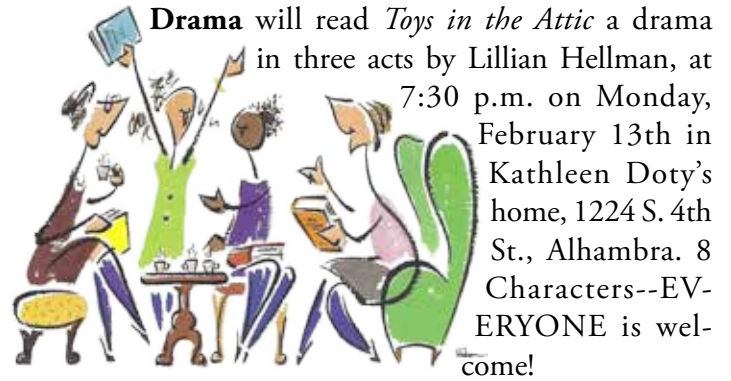 Drama will read Toys in the Attic a drama
in three acts by Lillian Hellman, at
7:30 p.m. on Monday,
February 13th in
Kathleen Doty's
home, 1224 S. 4th
St., Alhambra. 8
Characters--EV-
ERYONE is wel-
come!